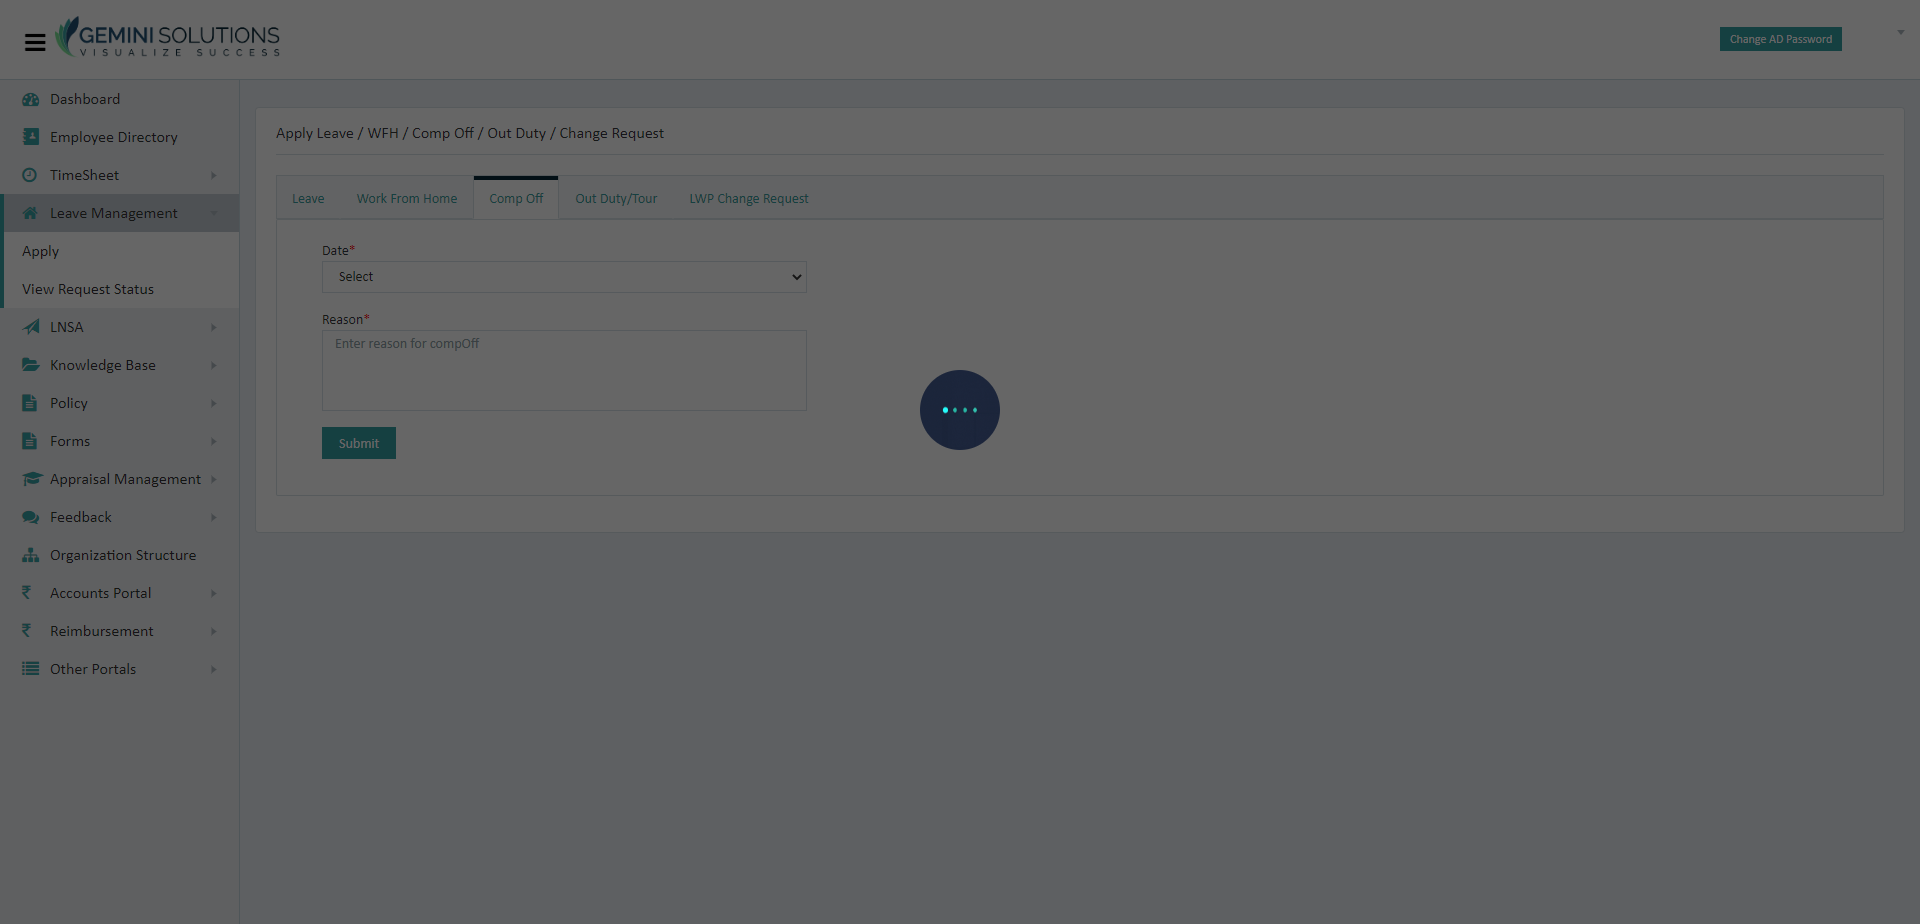 GEMINI SOLUTIONS
VISUALIZE SUCCESS
Change AD Password
Dashboard
Employee Directory
TimeSheet
Leave Management
Apply
View Request Status
LNSA
Knowledge Base
Policy
Forms
Appraisal Management
Feedback
Organization Structure
Accounts Portal
Reimbursement
Other Portals
Apply Leave / WFH / Comp Off / Out Duty / Change Request
Leave Work From Home Comp Off Out Duty/Tour LWP Change Request
Date*
Select
Reason*
Enter reason for compOff
Submit